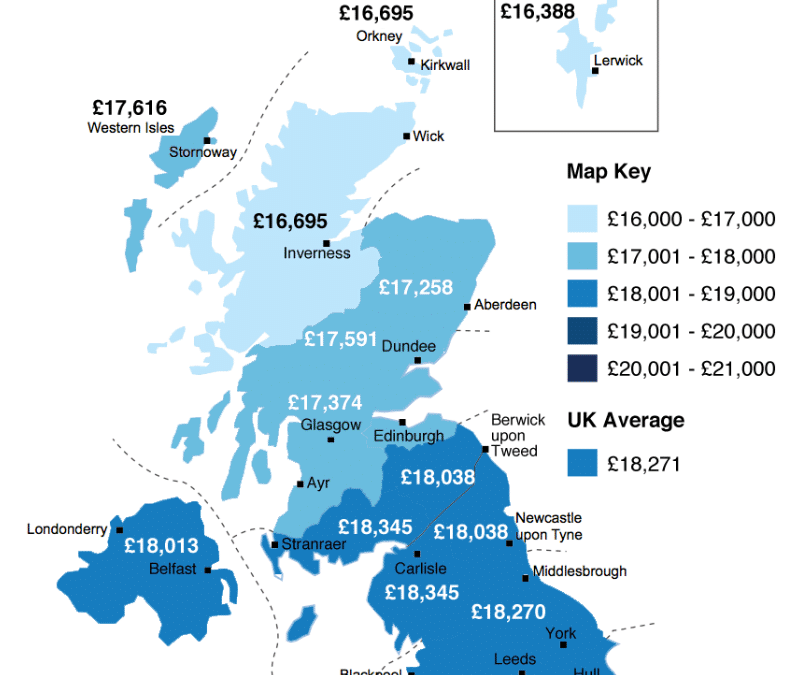 £16,695
Orkney
Kirkwall
£16,388
Lerwick
£17,616
Western Isles
Stornoway
Wick
£16,695
Inverness
£17,258
Aberdeen
£17,591
Dundee
£17,374
Glasgow
Edinburgh
Berwick
upon
Tweed
Ayr
£18,038
£18,345
Stranraer
£18,038
Newcastle
upon Tyne
Londonderry
£18,013
Belfast
Carlisle
£18,345
Middlesbrough
£18,270
York
Leeds
Hull
Blackpool
Map Key
£16,000 - £17,000
£17,001 - £18,000
£18,001 - £19,000
£19,001 - £20,000
£20,001 - £21,000
UK Average
£18,271